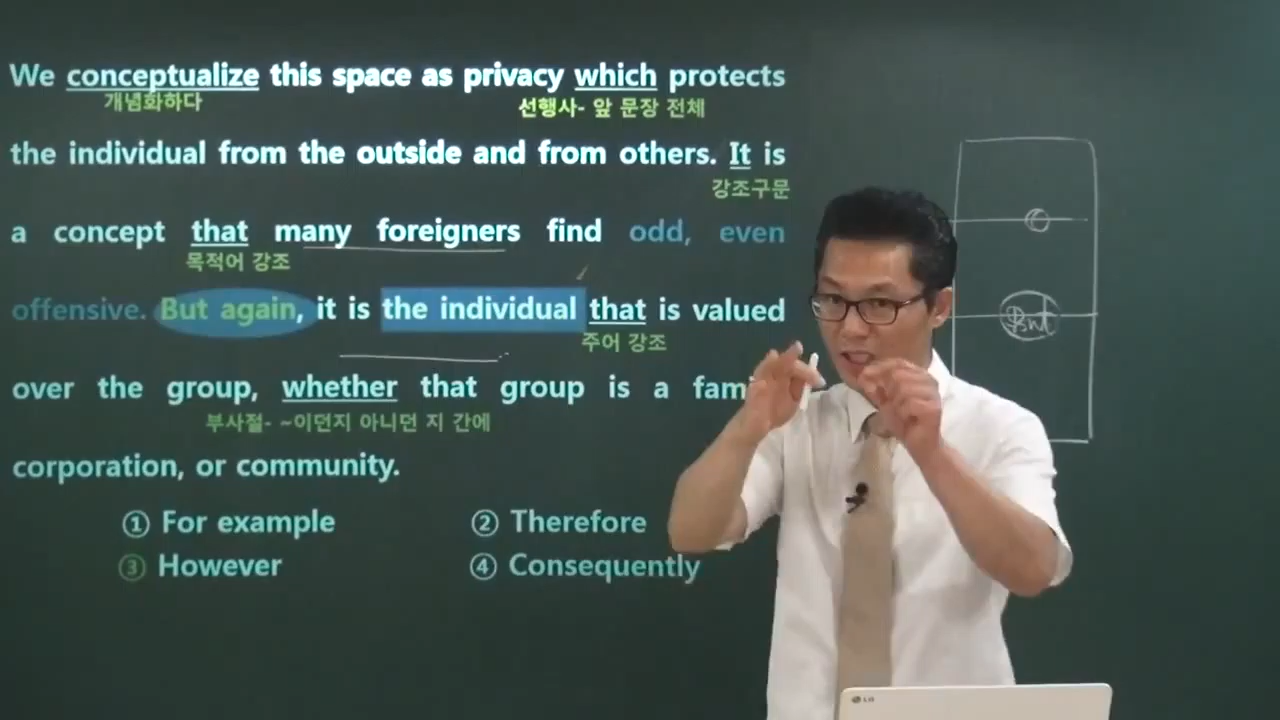 We conceptualize this space as privacy which protects
개념화하다 선행사- 앞 문장 전체
the individual from the outside and from others. It is
강조구문
a concept that many foreigners find odd, even
목적어 강조
offensive. But again, it is the individual that is valued
주어 강조
over the group, whether that group is a fami
부사절- ~이던지 아니던 지 간에
corporation, or community.
① For example ② Therefore
③ However ④ Consequently
But
LG